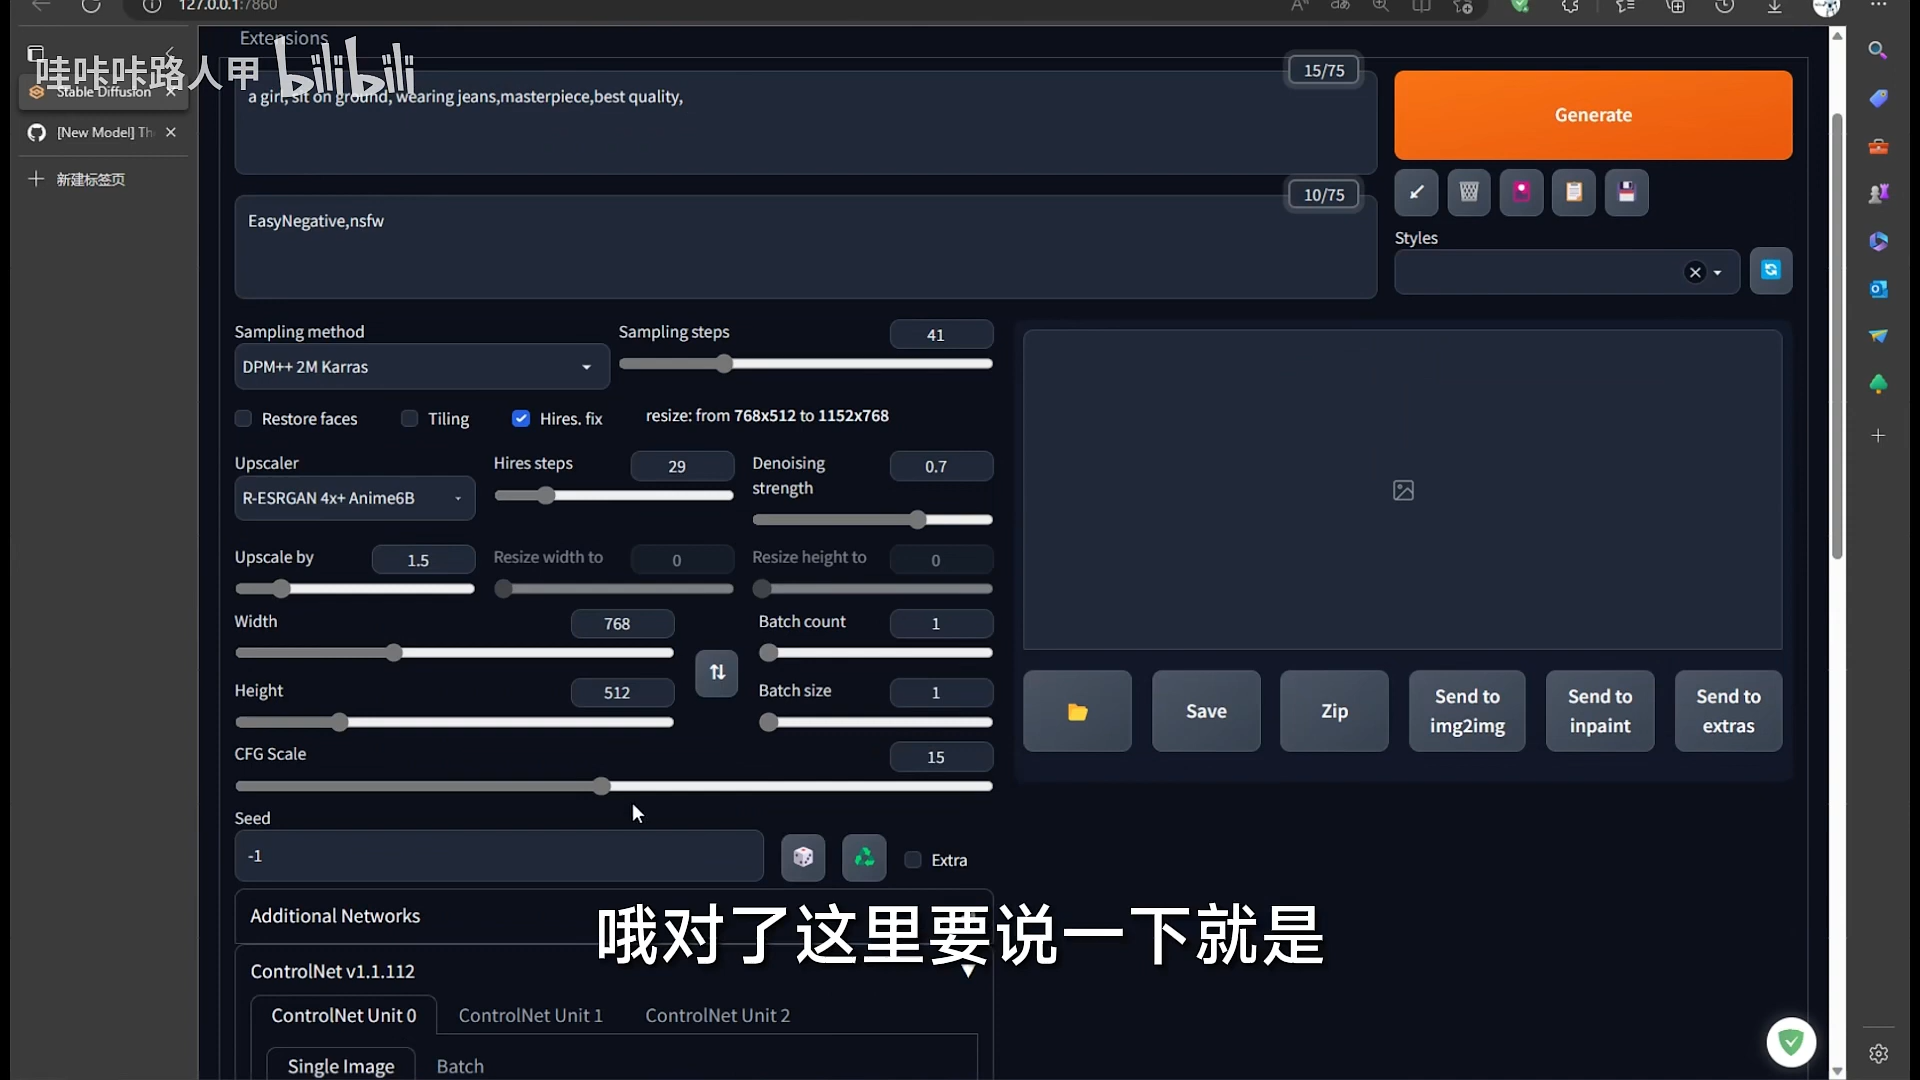 127.0.0.1:7860
Extensions
哇咔咔路人甲 bilibili
Stable Diffusion
[New Model] Th
新建标签页
15/75
a girl, sit on ground, wearing jeans,masterpiece,best quality,
Generate
10/75
EasyNegative,nsfw
Styles
Sampling method
Sampling steps
41
DPM++ 2M Karras
Restore faces
Tiling
Hires. fix
resize: from 768x512 to 1152x768
Upscaler
Hires steps
29
Denoising
strength
0.7
R-ESRGAN 4x+ Anime6B
Upscale by
1.5
Resize width to
0
Resize height to
0
Width
768
Batch count
1
Height
512
Batch size
1
CFG Scale
15
Save
Zip
Send to
img2img
Send to
inpaint
Send to
extras
Seed
-1
Extra
Additional Networks
哦对了这里要说一下就是
ControlNet v1.1.112
ControlNet Unit 0
ControlNet Unit 1
ControlNet Unit 2
Single Image
Batch